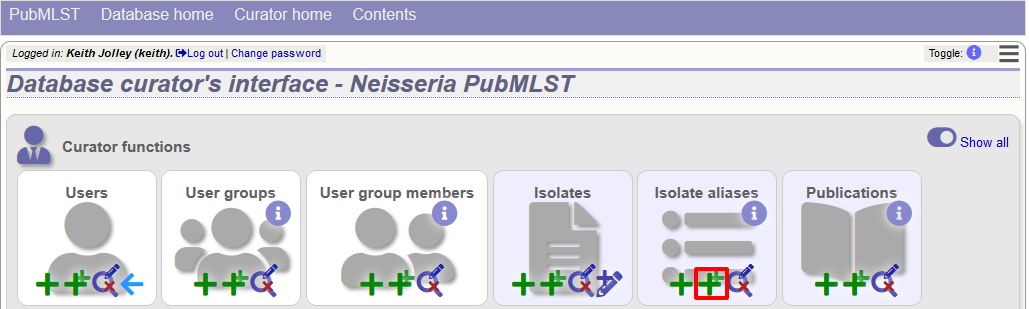 PubMLST Database home Curator home Contents
Logged in: Keith Jolley (keith). Log out | Change password Toggle: i
Database curator's interface - Neisseria PubMLST
Curator functions Show all
Users User groups User group members Isolates Isolate aliases Publications